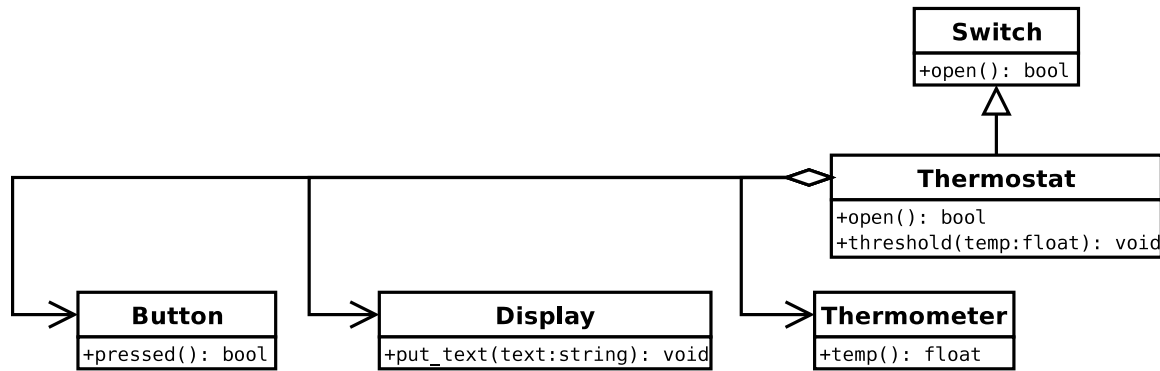 Switch
+open(): bool
Thermostat
+open(): bool
+threshold(temp:float): void
Button
+pressed(): bool
Display
+put_text(text:string): void
Thermometer
+temp(): float